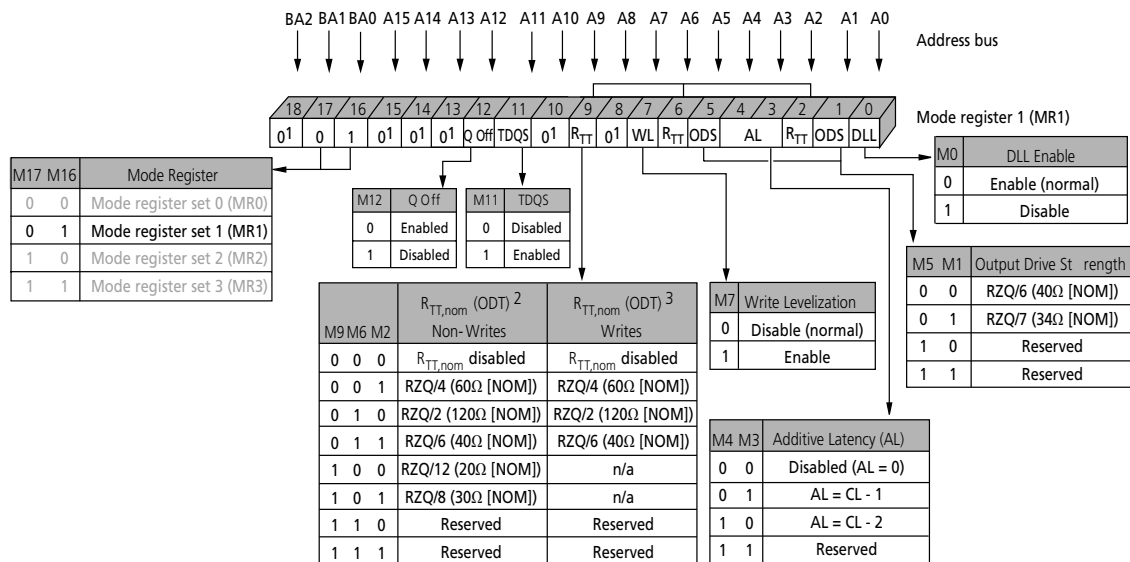 BA2 BA1 BA0 A15 A14 A13 A12 A11 A10 A9 A8 A7 A6 A5 A4 A3 A2 A1 A0
Address bus
18 17 16 15 14 13 12 11 10 9 8 7 6 5 4 3 2 1 0
0¹ 0 1 0¹ 0¹ 0¹ Q Off TDQS 0¹ RTT 0¹ WL RTT ODS AL RTT ODS DLL
Mode register 1 (MR1)
M17 M16 Mode Register
0 0 Mode register set 0 (MR0)
0 1 Mode register set 1 (MR1)
1 0 Mode register set 2 (MR2)
1 1 Mode register set 3 (MR3)
M12 Q Off
0 Enabled
1 Disabled
M11 TDQS
0 Disabled
1 Enabled
M0 DLL Enable
0 Enable (normal)
1 Disable
M5 M1 Output Drive St rength
0 0 RZQ/6 (40Ω [NOM])
0 1 RZQ/7 (34Ω [NOM])
1 0 Reserved
1 1 Reserved
M9 M6 M2 RTT,nom (ODT) 2 Non-Writes RTT,nom (ODT) 3 Writes
0 0 0 RTT,nom disabled RTT,nom disabled
0 0 1 RZQ/4 (60Ω [NOM]) RZQ/4 (60Ω [NOM])
0 1 0 RZQ/2 (120Ω [NOM]) RZQ/2 (120Ω [NOM])
0 1 1 RZQ/6 (40Ω [NOM]) RZQ/6 (40Ω [NOM])
1 0 0 RZQ/12 (20Ω [NOM]) n/a
1 0 1 RZQ/8 (30Ω [NOM]) n/a
1 1 0 Reserved Reserved
1 1 1 Reserved Reserved
M7 Write Levelization
0 Disable (normal)
1 Enable
M4 M3 Additive Latency (AL)
0 0 Disabled (AL = 0)
0 1 AL = CL - 1
1 0 AL = CL - 2
1 1 Reserved